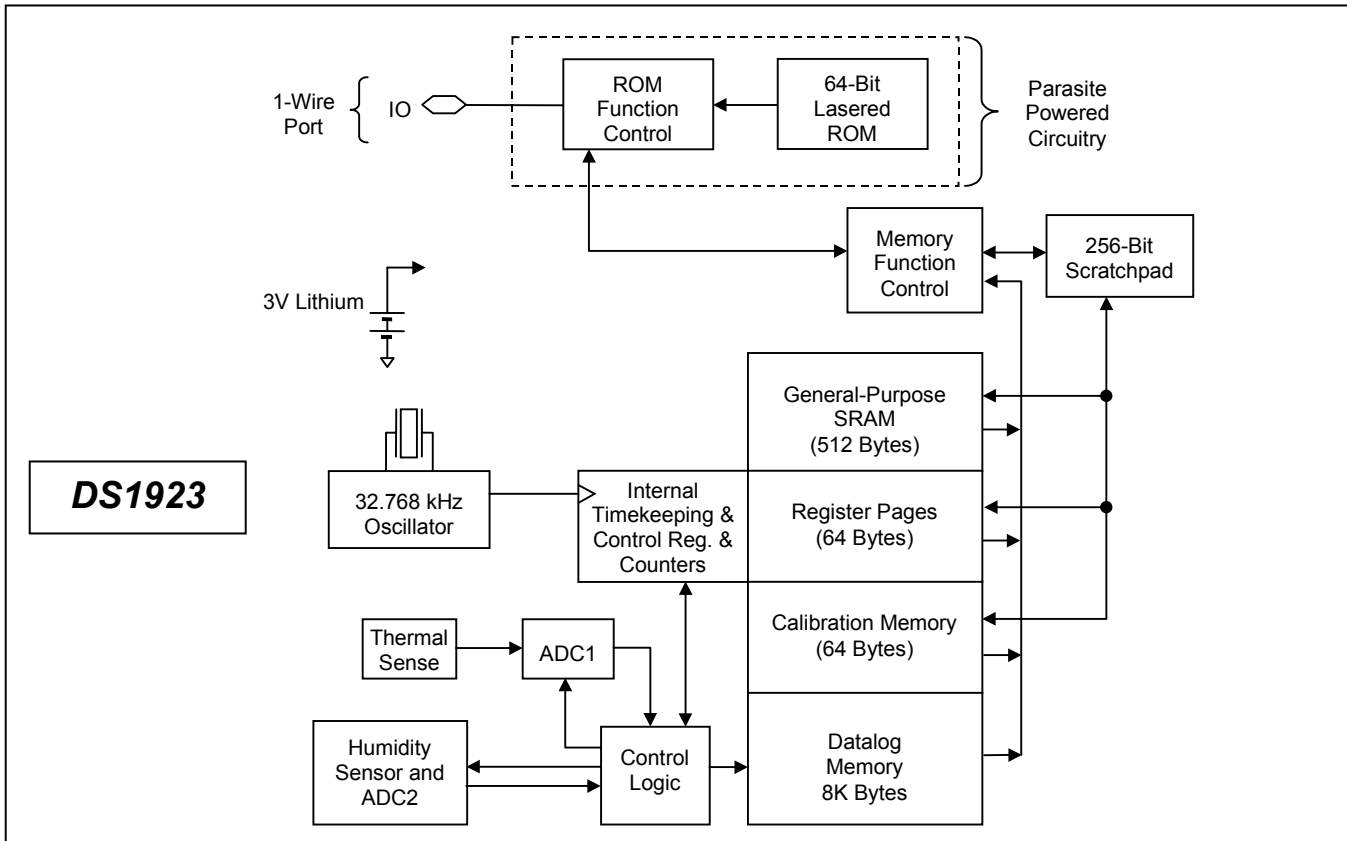 ROM
Function
Control
64-Bit
Lasered
ROM
Parasite
Powered
Circuitry
1-Wire
Port
IO
Memory
Function
Control
256-Bit
Scratchpad
3V Lithium
General-Purpose
SRAM
(512 Bytes)
DS1923
32.768 kHz
Oscillator
Internal
Timekeeping &
Control Reg. &
Counters
Register Pages
(64 Bytes)
Calibration Memory
(64 Bytes)
Thermal
Sense
ADC1
Humidity
Sensor and
ADC2
Control
Logic
Datalog
Memory
8K Bytes